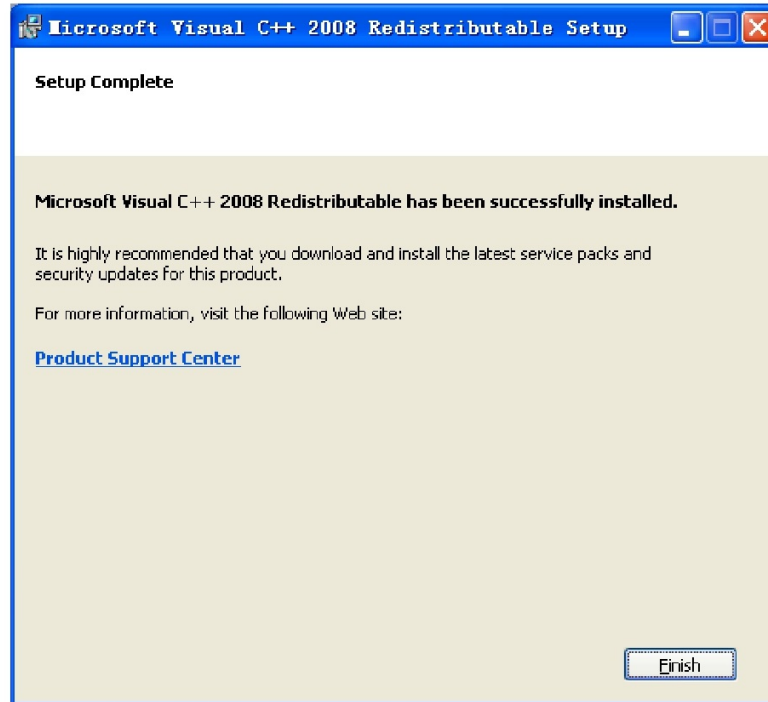 Microsoft Visual C++ 2008 Redistributable Setup
Setup Complete
Microsoft Visual C++ 2008 Redistributable has been successfully installed.
It is highly recommended that you download and install the latest service packs and
security updates for this product.
For more information, visit the following Web site:
Product Support Center
Finish